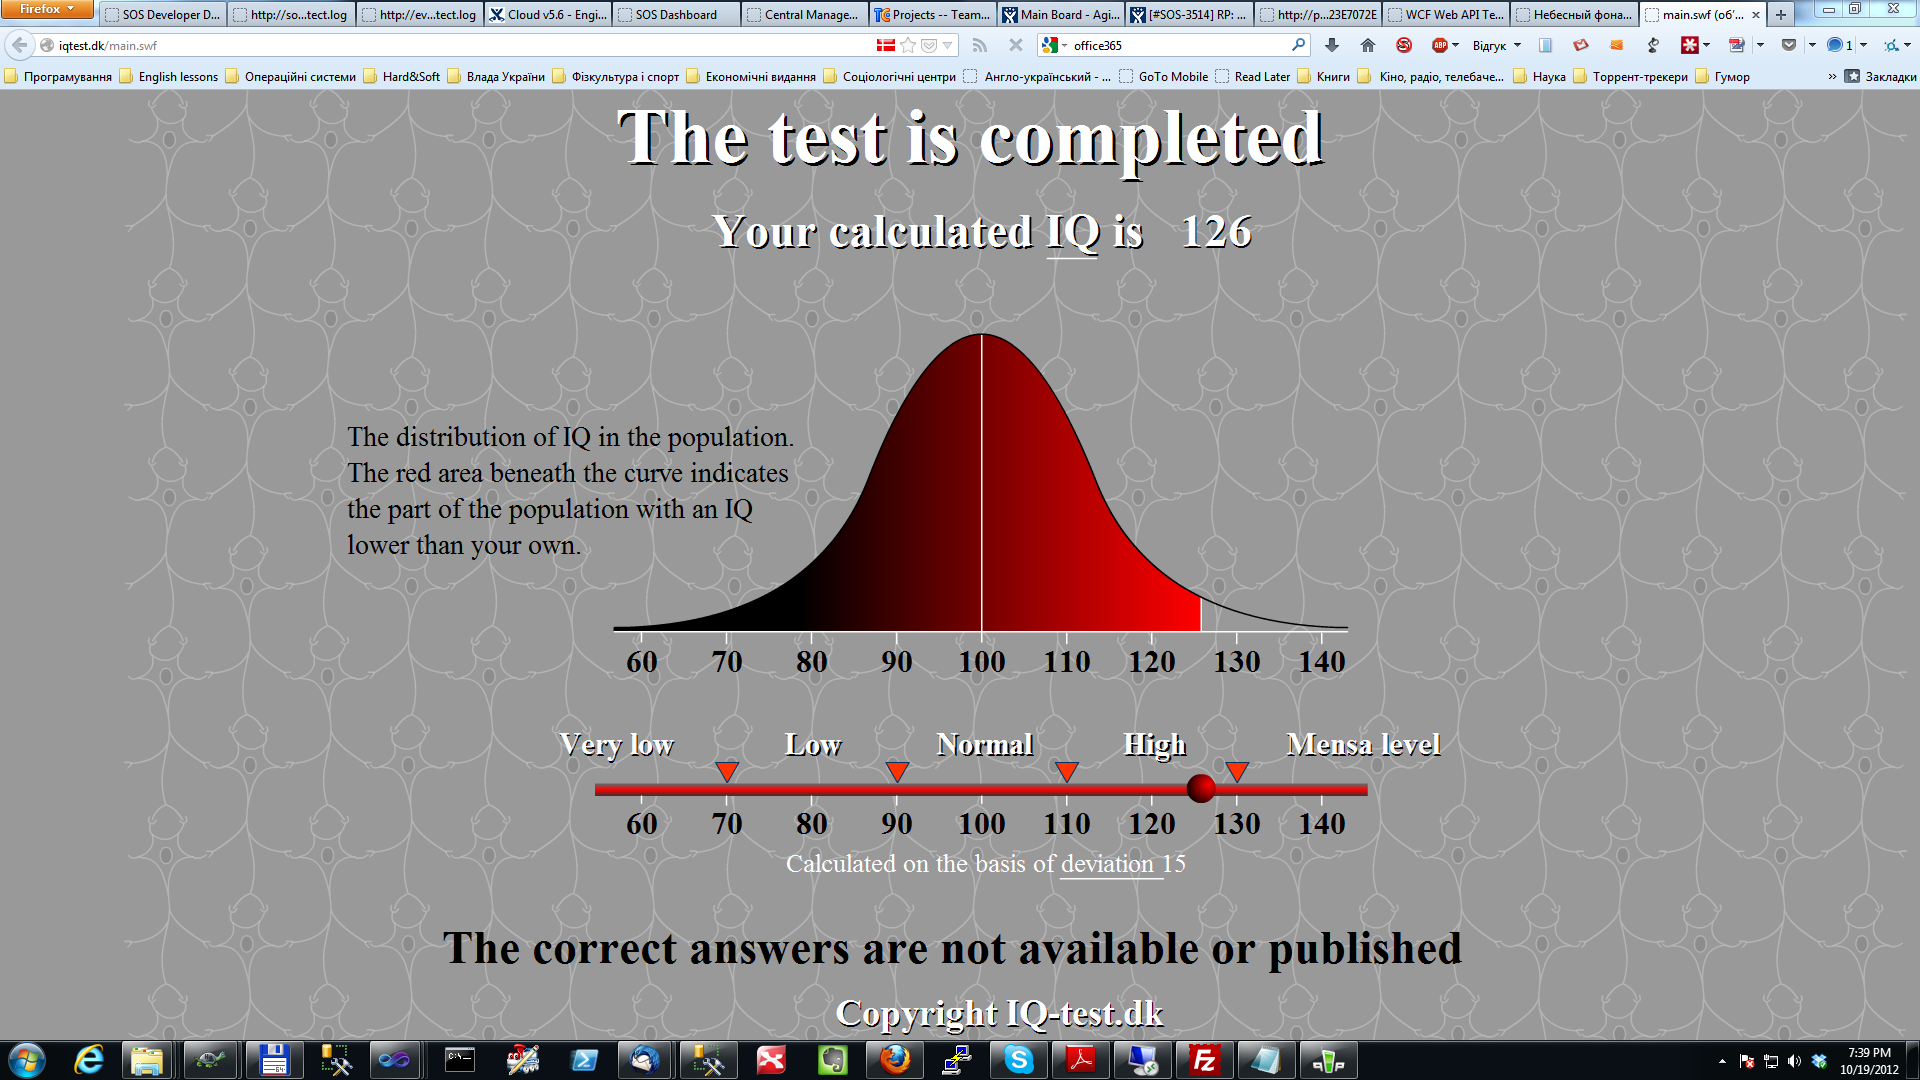 Firefox
SOS Developer D...
http://so...tect.log
http://ev...tect.log
Cloud v5.6 - Engi...
SOS Dashboard
Central Manage...
Projects -- Team...
Main Board - Agi...
[#SOS-3514] RP: ...
http://p...23E7072E
WCF Web API Te...
Небесный фона...
main.swf (об'...
iqtest.dk/main.swf
office365
ABP
Відгук
1
Програмування
English lessons
Операційні системи
Hard&Soft
Влада України
Фізкультура і спорт
Економічні видання
Соціологічні центри
Англо-український - ...
GoTo Mobile
Read Later
Книги
Кіно, радіо, телебаче...
Наука
Торрент-трекери
Гумор
»
Закладки
The test is completed
Your calculated IQ is 126
The distribution of IQ in the population.
The red area beneath the curve indicates
the part of the population with an IQ
lower than your own.
60 70 80 90 100 110 120 130 140
Very low Low Normal High Mensa level
60 70 80 90 100 110 120 130 140
Calculated on the basis of deviation 15
The correct answers are not available or published
Copyright IQ-test.dk
7:39 PM
10/19/2012